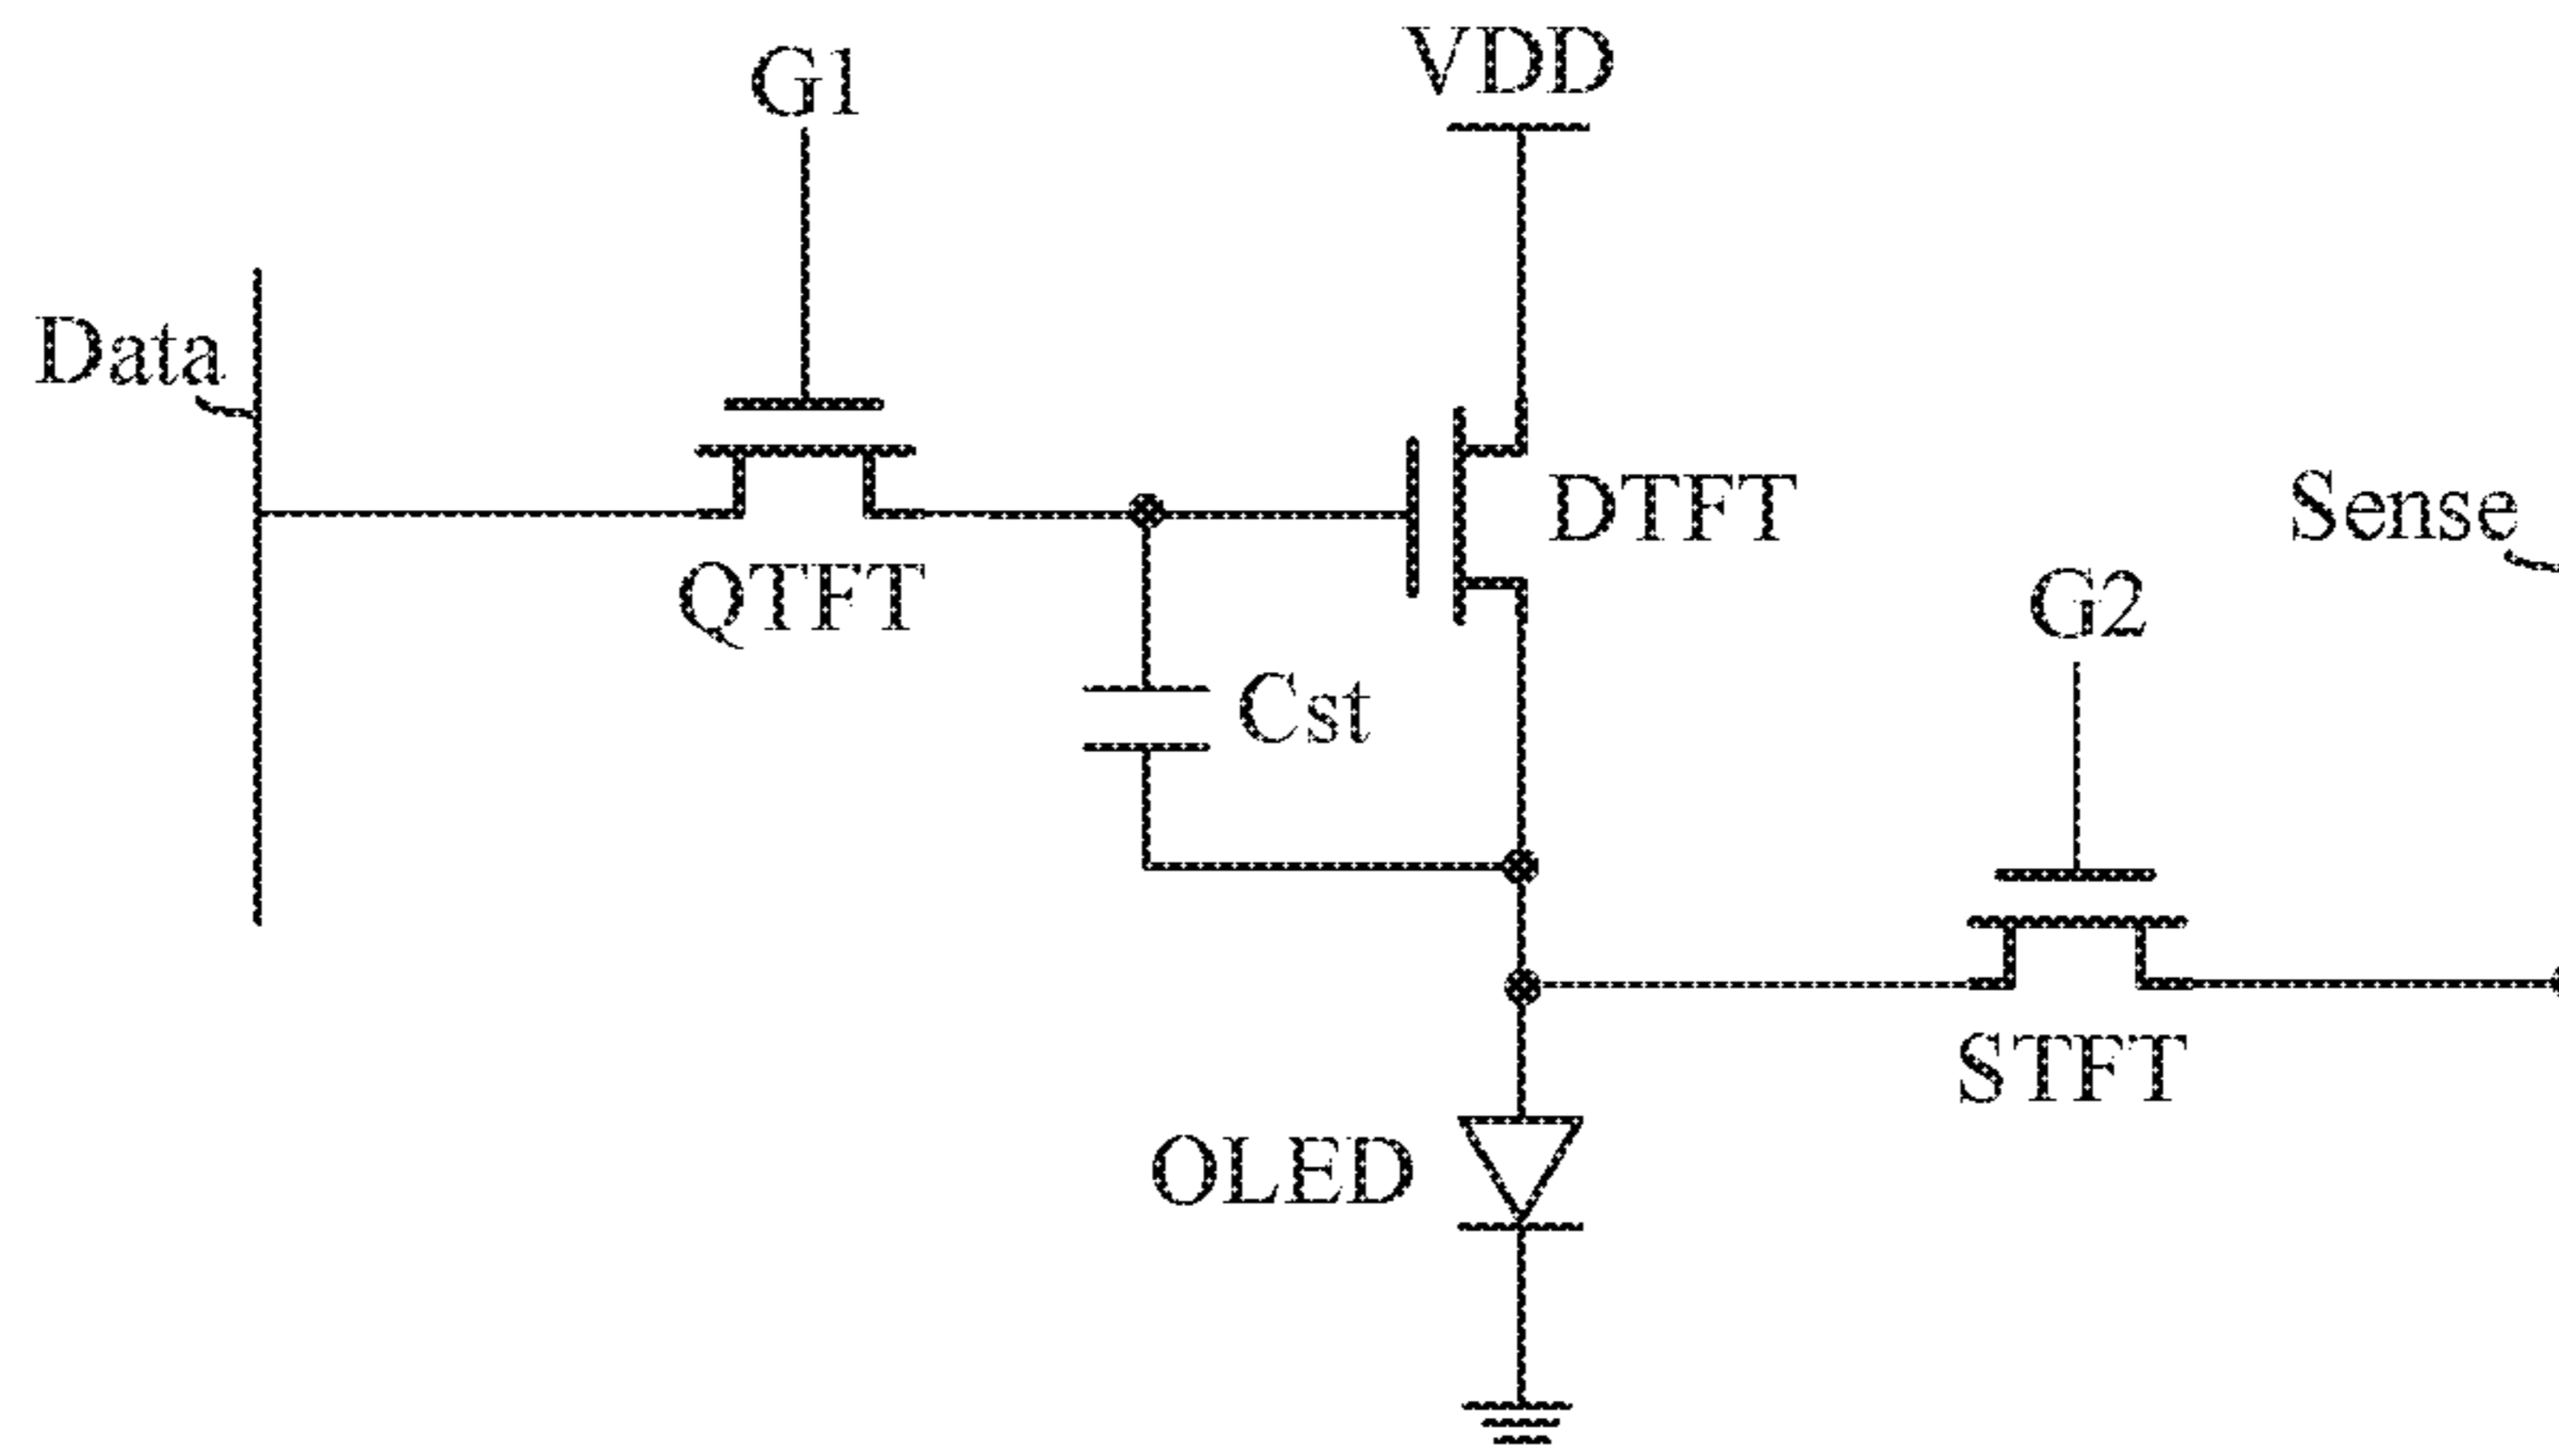 G1
VDD
Data
DTFT
Sense
QTFT
G2
Cst
STFT
OLED